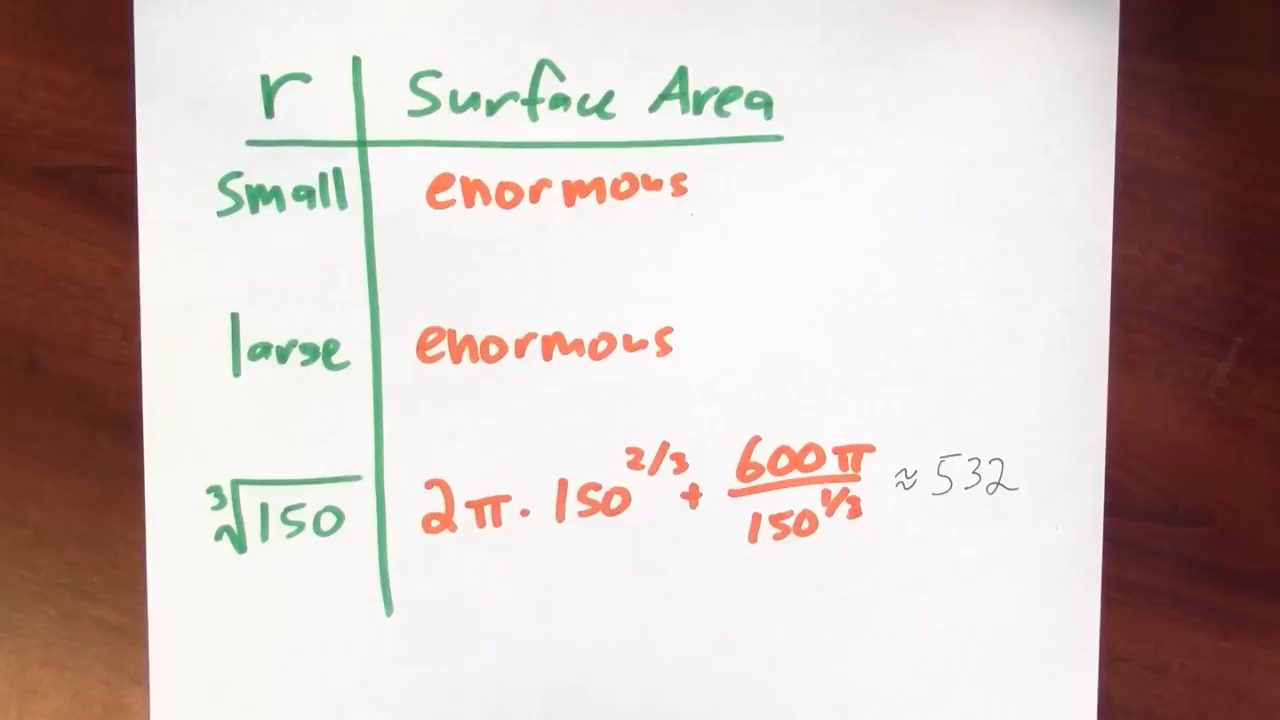 r Surface Area
small enormous
large enormous
∛150 2π · 150^{2/3} + 600π/150^{1/3} ≈ 532